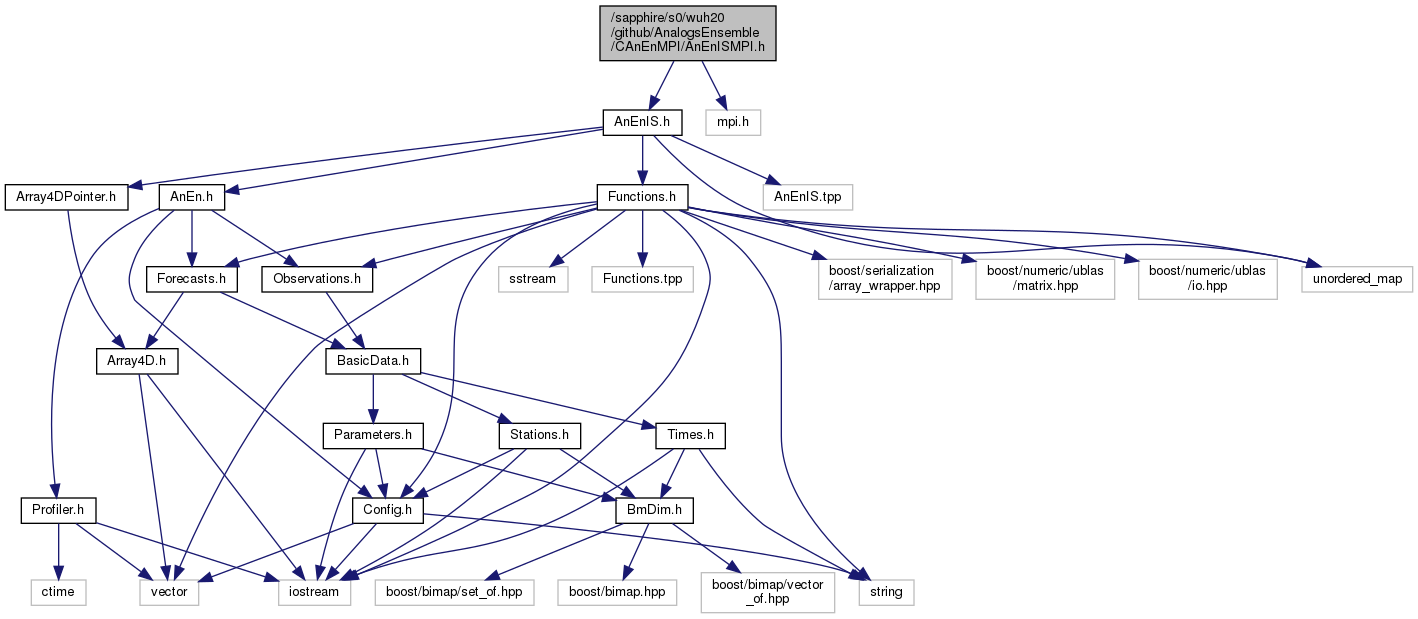 /sapphire/s0/wuh20
/github/AnalogsEnsemble
/CAnEnMPI/AnEnISMPI.h
AnEnIS.h
mpi.h
Array4DPointer.h
AnEn.h
Functions.h
AnEnIS.tpp
Forecasts.h
Observations.h
sstream
Functions.tpp
boost/serialization
/array_wrapper.hpp
boost/numeric/ublas
/matrix.hpp
boost/numeric/ublas
/io.hpp
unordered_map
Array4D.h
BasicData.h
Parameters.h
Stations.h
Times.h
Profiler.h
Config.h
BmDim.h
ctime
vector
iostream
boost/bimap/set_of.hpp
boost/bimap.hpp
boost/bimap/vector
_of.hpp
string